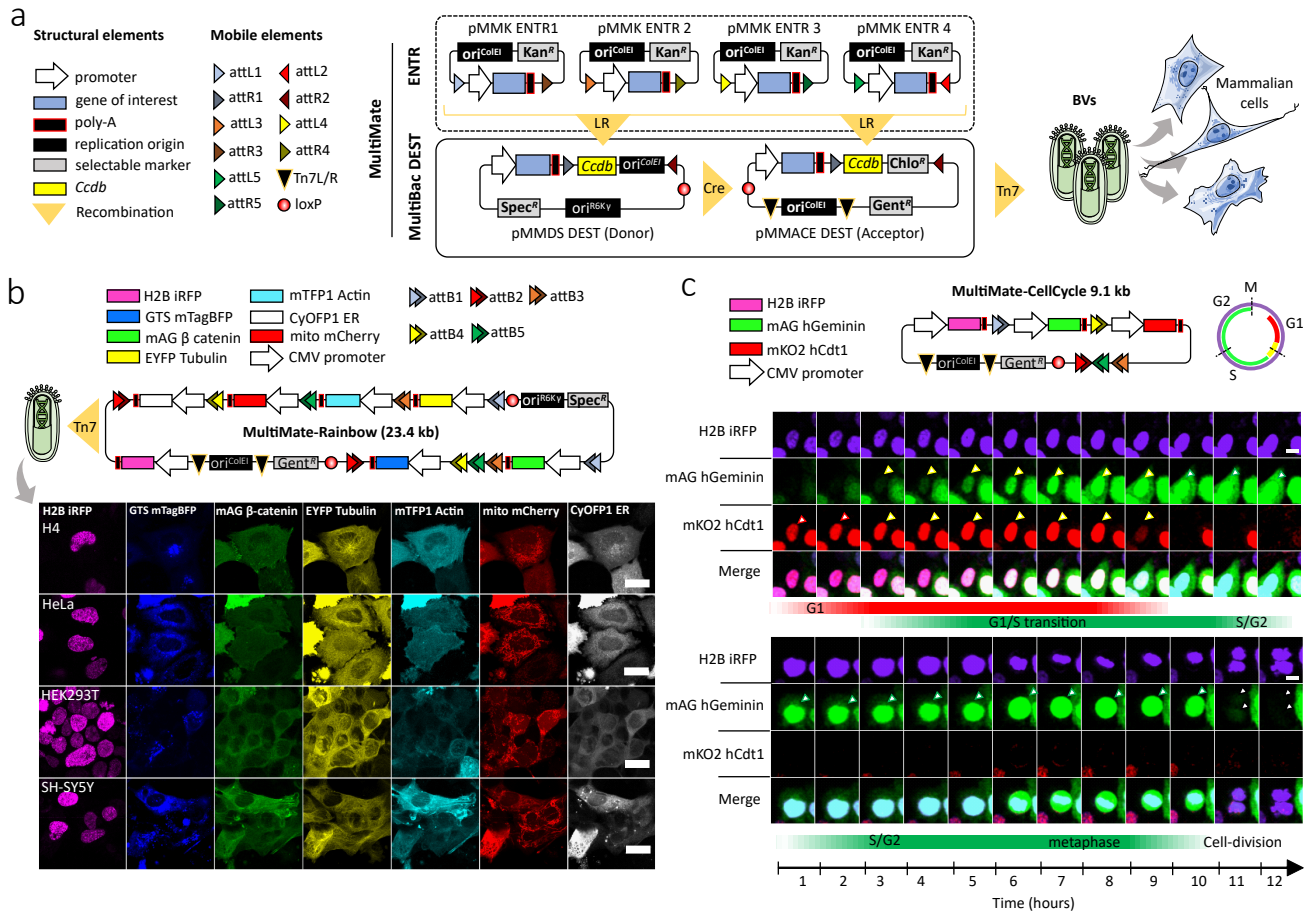 a
Structural elements
promoter
gene of interest
poly-A
replication origin
selectable marker
Ccdb
Recombination
Mobile elements
attL1
attL2
attR1
attR2
attL3
attL4
attR3
attR4
attL5
Tn7L/R
attR5
loxP
MultiMate
ENTR
MultiBac DEST
pMMK ENTR1
pMMK ENTR 2
pMMK ENTR 3
pMMK ENTR 4
oriColEI
KanR
oriColEI
KanR
oriColEI
KanR
oriColEI
KanR
LR
LR
Ccdb
oriColEI
SpecR
oriR6Kγ
pMMDS DEST (Donor)
Cre
Ccdb
ChloR
oriColEI
GentR
pMMACE DEST (Acceptor)
Tn7
BVs
Mammalian
cells
b
H2B iRFP
GTS mTagBFP
mAG β catenin
EYFP Tubulin
mTFP1 Actin
CyOFP1 ER
mito mCherry
CMV promoter
attB1
attB2
attB3
attB4
attB5
Tn7
oriR6Kγ
SpecR
MultiMate-Rainbow (23.4 kb)
oriColEI
GentR
H2B iRFP
GTS mTagBFP
mAG β-catenin
EYFP Tubulin
mTFP1 Actin
mito mCherry
CyOFP1 ER
H4
HeLa
HEK293T
SH-SY5Y
c
H2B iRFP
mAG hGeminin
mKO2 hCdt1
CMV promoter
MultiMate-CellCycle 9.1 kb
oriColEI
GentR
M
G2
G1
S
H2B iRFP
mAG hGeminin
mKO2 hCdt1
Merge
G1
G1/S transition
S/G2
H2B iRFP
mAG hGeminin
mKO2 hCdt1
Merge
S/G2
metaphase
Cell-division
1 2 3 4 5 6 7 8 9 10 11 12
Time (hours)